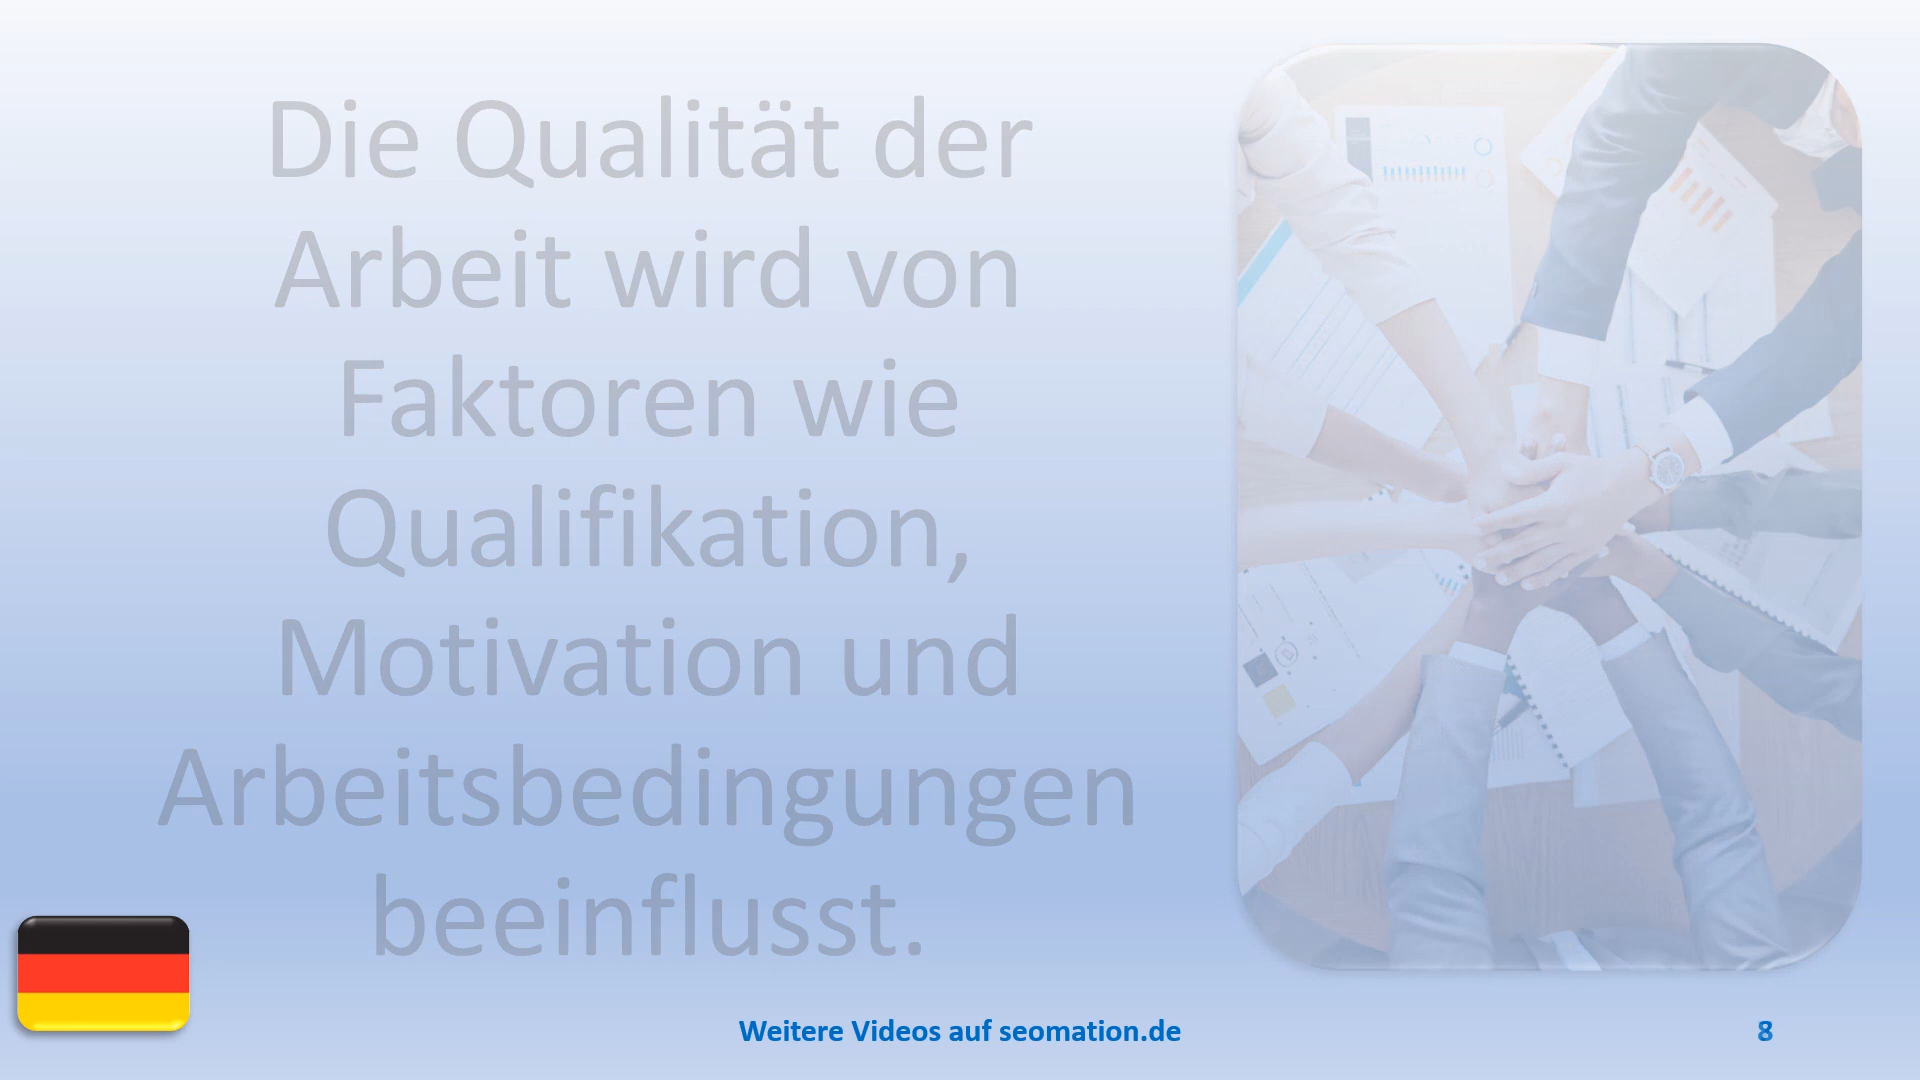 Die Qualität der
Arbeit wird von
Faktoren wie
Qualifikation,
Motivation und
Arbeitsbedingungen
beeinflusst.
Weitere Videos auf seomation.de
8